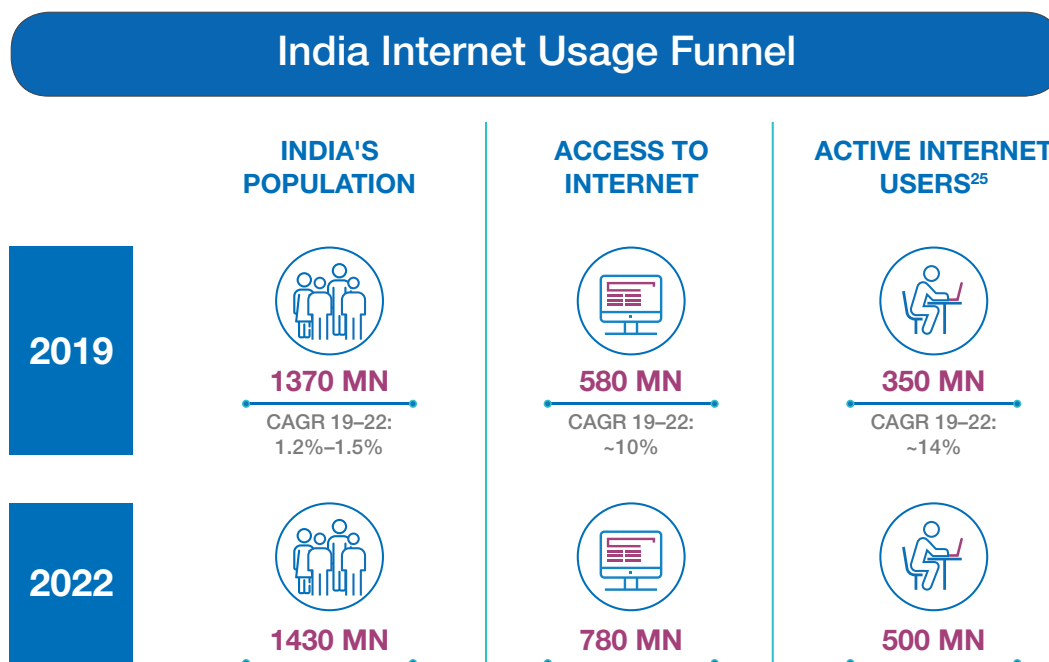 India Internet Usage Funnel
INDIA'S
POPULATION
ACCESS TO
INTERNET
ACTIVE INTERNET
USERS²⁵
2019
1370 MN
CAGR 19–22:
1.2%–1.5%
580 MN
CAGR 19–22:
~10%
350 MN
CAGR 19–22:
~14%
2022
1430 MN
780 MN
500 MN